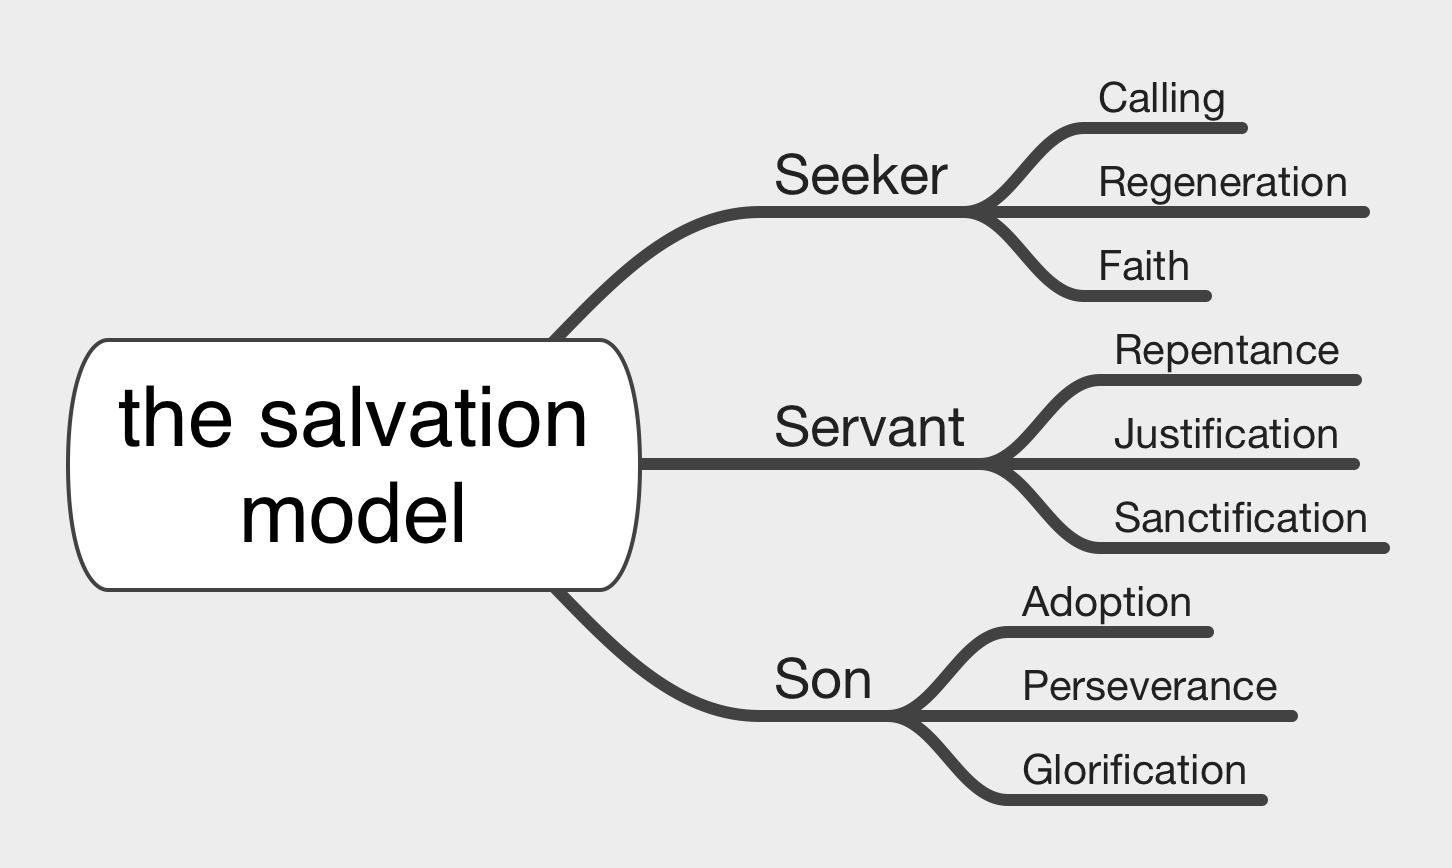 the salvation
model
Seeker
Calling
Regeneration
Faith
Servant
Repentance
Justification
Sanctification
Son
Adoption
Perseverance
Glorification